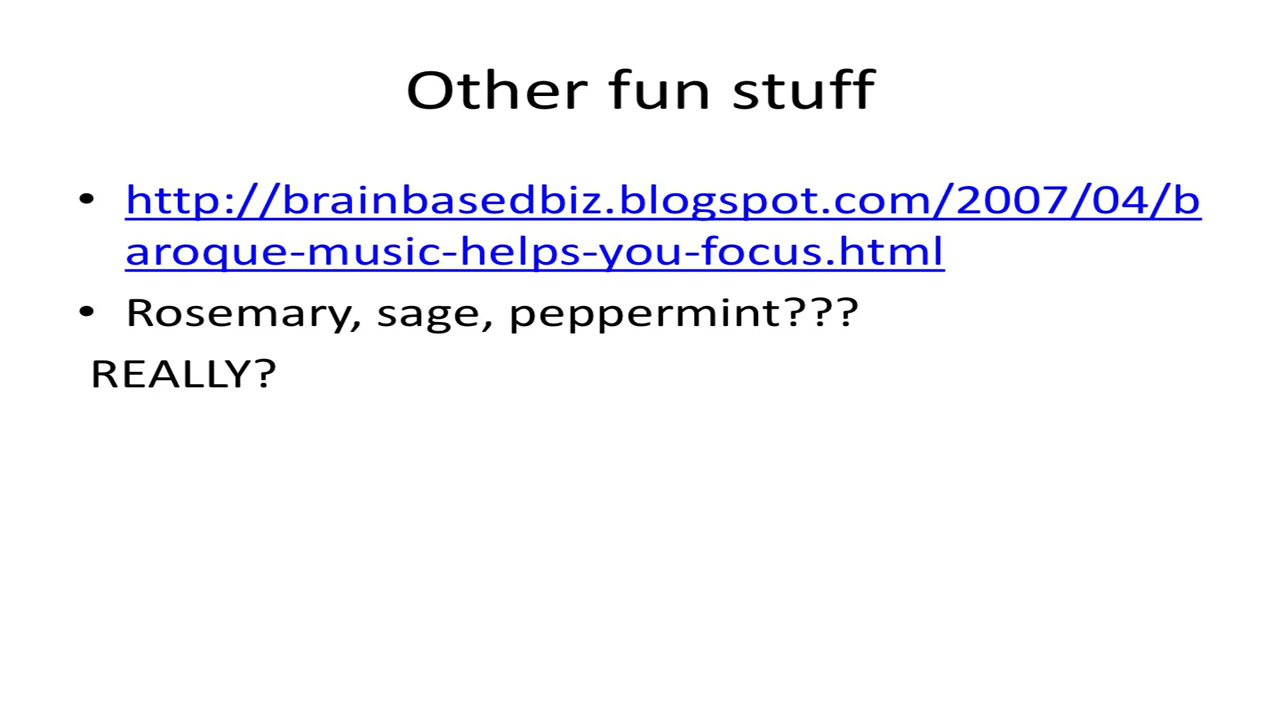 Other fun stuff
• http://brainbasedbiz.blogspot.com/2007/04/b
aroque-music-helps-you-focus.html
• Rosemary, sage, peppermint???
REALLY?